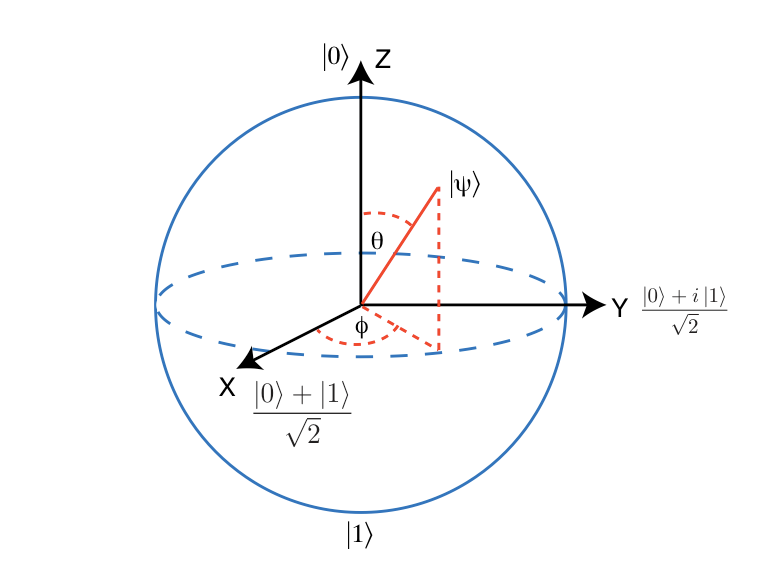 |0⟩ Z
|ψ⟩
θ
ϕ
Y (|0⟩ + i |1⟩)/√2
X
(|0⟩ + |1⟩)/√2
|1⟩